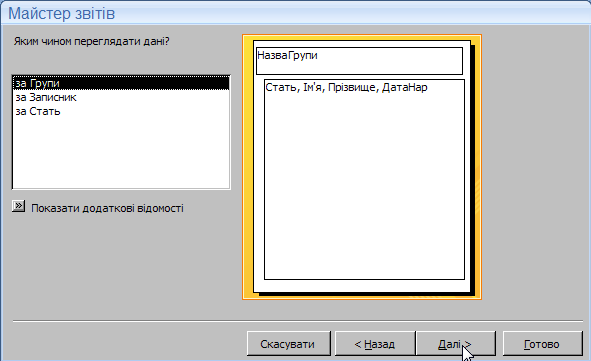 Майстер звітів
Яким чином переглядати дані?
за Групи
за Записник
за Стать
Показати додаткові відомості
НазваГрупи
Стать, Ім'я, Прізвище, ДатаНар
Скасувати
< Назад
Далі >
Готово